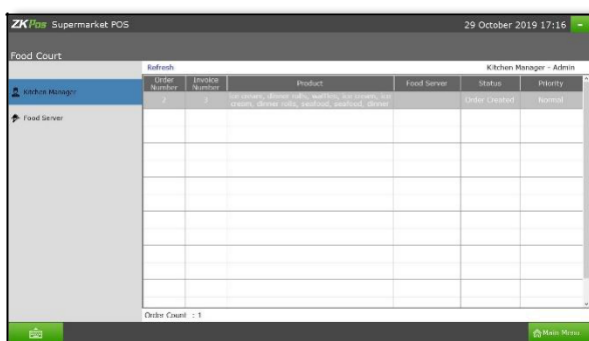 ZKPos Supermarket POS
29 October 2019 17:16
Food Court
Refresh
Kitchen Manager - Admin
Order Number
Invoice Number
Product
Food Server
Status
Priority
Kitchen Manager
Food Server
2
3
ice cream, dinner rolls, waffles, ice cream, ice
cream, dinner rolls, seafood, seafood, dinner
Order Created
Normal
Order Count : 1
Main Menu